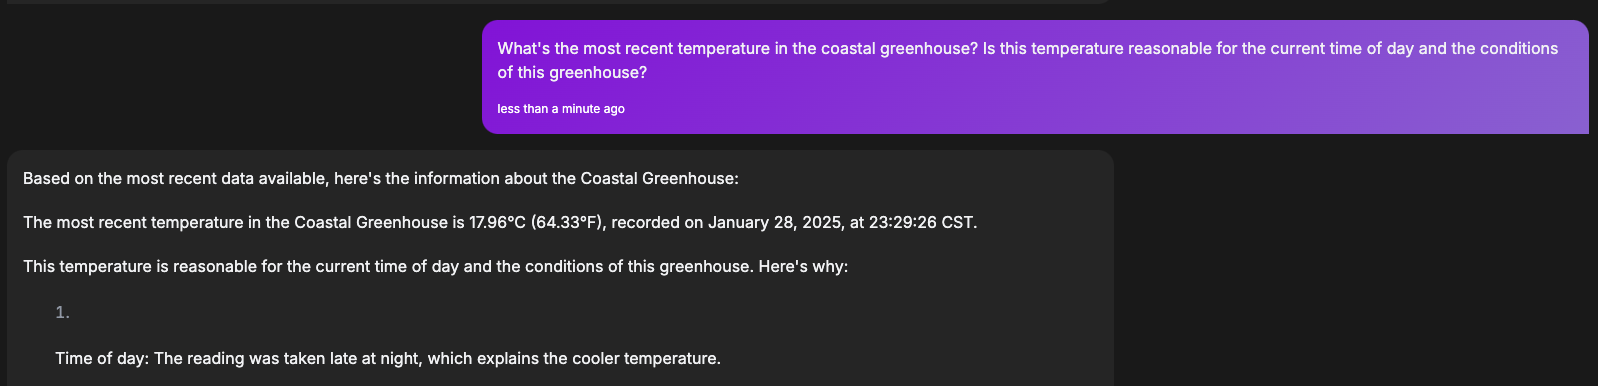 What's the most recent temperature in the coastal greenhouse? Is this temperature reasonable for the current time of day and the conditions
of this greenhouse?
less than a minute ago
Based on the most recent data available, here's the information about the Coastal Greenhouse:
The most recent temperature in the Coastal Greenhouse is 17.96°C (64.33°F), recorded on January 28, 2025, at 23:29:26 CST.
This temperature is reasonable for the current time of day and the conditions of this greenhouse. Here's why:
1.
Time of day: The reading was taken late at night, which explains the cooler temperature.